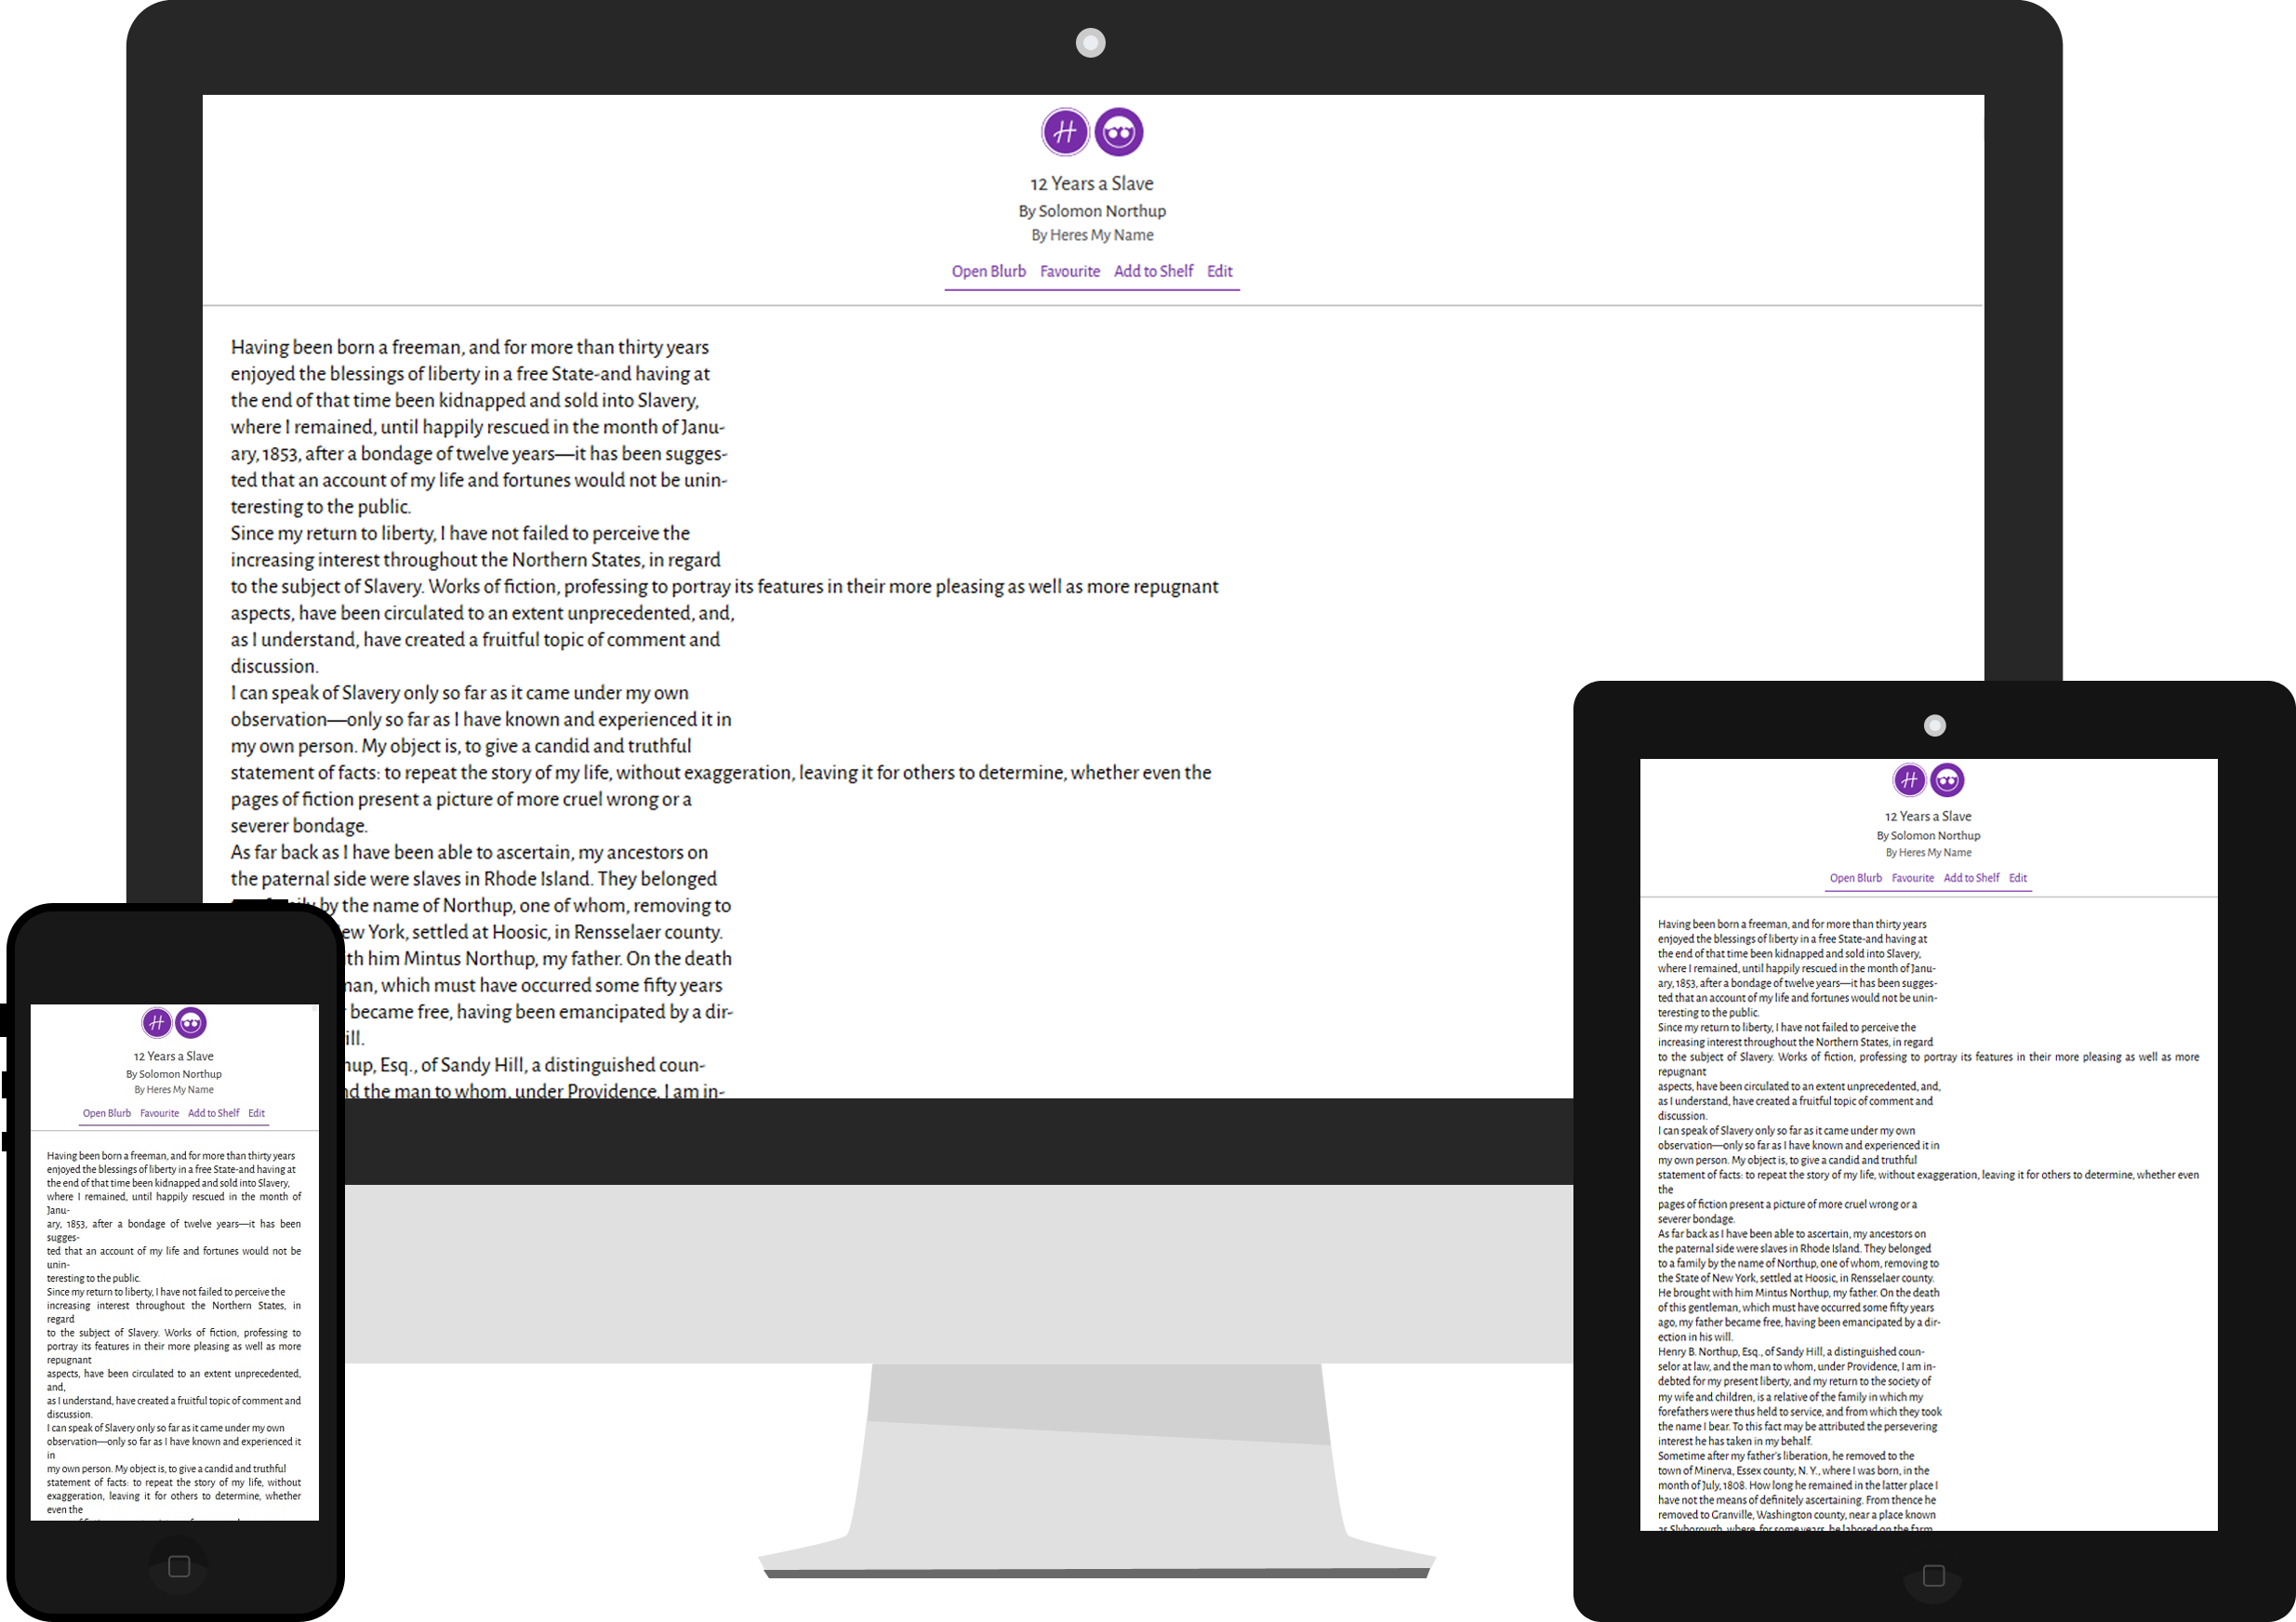 12 Years a Slave
By Solomon Northup
By Heres My Name
Open Blurb Favourite Add to Shelf Edit
Having been born a freeman, and for more than thirty years
enjoyed the blessings of liberty in a free State-and having at
the end of that time been kidnapped and sold into Slavery,
where I remained, until happily rescued in the month of Janu-
ary, 1853, after a bondage of twelve years—it has been sugges-
ted that an account of my life and fortunes would not be unin-
teresting to the public.
Since my return to liberty, I have not failed to perceive the
increasing interest throughout the Northern States, in regard
to the subject of Slavery. Works of fiction, professing to portray its features in their more pleasing as well as more repugnant
aspects, have been circulated to an extent unprecedented, and,
as I understand, have created a fruitful topic of comment and
discussion.
I can speak of Slavery only so far as it came under my own
observation—only so far as I have known and experienced it in
my own person. My object is, to give a candid and truthful
statement of facts: to repeat the story of my life, without exaggeration, leaving it for others to determine, whether even the
pages of fiction present a picture of more cruel wrong or a
severer bondage.
As far back as I have been able to ascertain, my ancestors on
the paternal side were slaves in Rhode Island. They belonged
by the name of Northup, one of whom, removing to
ew York, settled at Hoosic, in Rensselaer county.
th him Mintus Northup, my father. On the death
man, which must have occurred some fifty years
became free, having been emancipated by a dir-
ill.
hup, Esq., of Sandy Hill, a distinguished coun-
nd the man to whom, under Providence, I am in-
12 Years a Slave
By Solomon Northup
By Heres My Name
Open Blurb Favourite Add to Shelf Edit
Having been born a freeman, and for more than thirty years
enjoyed the blessings of liberty in a free State-and having at
the end of that time been kidnapped and sold into Slavery,
where I remained, until happily rescued in the month of
Janu-
ary, 1853, after a bondage of twelve years—it has been
sugges-
ted that an account of my life and fortunes would not be
unin-
teresting to the public.
Since my return to liberty, I have not failed to perceive the
increasing interest throughout the Northern States, in
regard
to the subject of Slavery. Works of fiction, professing to
portray its features in their more pleasing as well as more
repugnant
aspects, have been circulated to an extent unprecedented,
and,
as I understand, have created a fruitful topic of comment and
discussion.
I can speak of Slavery only so far as it came under my own
observation—only so far as I have known and experienced it
in
my own person. My object is, to give a candid and truthful
statement of facts: to repeat the story of my life, without
exaggeration, leaving it for others to determine, whether
even the
12 Years a Slave
By Solomon Northup
By Heres My Name
Open Blurb Favourite Add to Shelf Edit
Having been born a freeman, and for more than thirty years
enjoyed the blessings of liberty in a free State-and having at
the end of that time been kidnapped and sold into Slavery,
where I remained, until happily rescued in the month of Janu-
ary, 1853, after a bondage of twelve years—it has been sugges-
ted that an account of my life and fortunes would not be unin-
teresting to the public.
Since my return to liberty, I have not failed to perceive the
increasing interest throughout the Northern States, in regard
to the subject of Slavery. Works of fiction, professing to portray its features in their more pleasing as well as more
repugnant
aspects, have been circulated to an extent unprecedented, and,
as I understand, have created a fruitful topic of comment and
discussion.
I can speak of Slavery only so far as it came under my own
observation—only so far as I have known and experienced it in
my own person. My object is, to give a candid and truthful
statement of facts: to repeat the story of my life, without exaggeration, leaving it for others to determine, whether even
the
pages of fiction present a picture of more cruel wrong or a
severer bondage.
As far back as I have been able to ascertain, my ancestors on
the paternal side were slaves in Rhode Island. They belonged
to a family by the name of Northup, one of whom, removing to
the State of New York, settled at Hoosic, in Rensselaer county.
He brought with him Mintus Northup, my father. On the death
of this gentleman, which must have occurred some fifty years
ago, my father became free, having been emancipated by a dir-
ection in his will.
Henry B. Northup, Esq., of Sandy Hill, a distinguished coun-
selor at law, and the man to whom, under Providence, I am in-
debted for my present liberty, and my return to the society of
my wife and children, is a relative of the family in which my
forefathers were thus held to service, and from which they took
the name I bear. To this fact may be attributed the persevering
interest he has taken in my behalf.
Sometime after my father's liberation, he removed to the
town of Minerva, Essex county, N. Y., where I was born, in the
month of July, 1808. How long he remained in the latter place I
have not the means of definitely ascertaining. From thence he
removed to Granville, Washington county, near a place known
as Slyborough, where, for some years, he labored on the farm